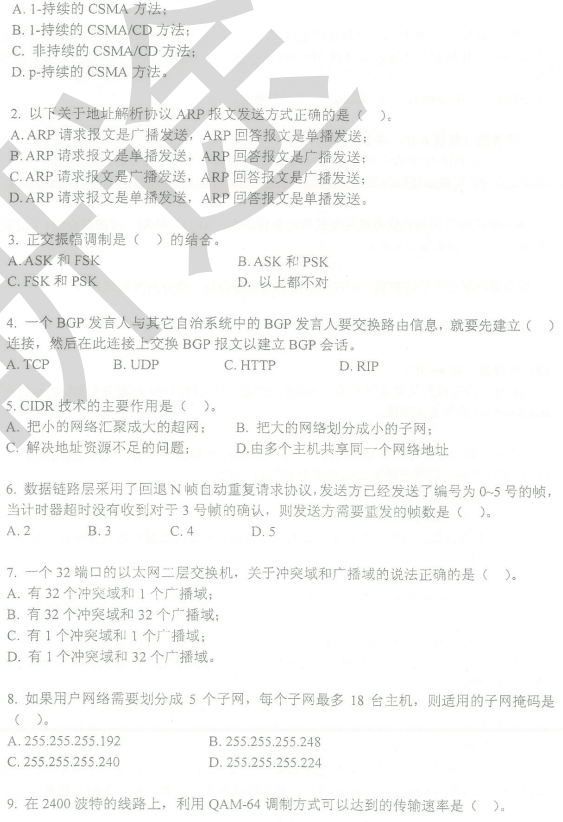 A. 1-持续的 CSMA 方法；
B. 1-持续的 CSMA/CD 方法；
C. 非持续的 CSMA/CD 方法；
D. p-持续的 CSMA 方法。
2. 以下关于地址解析协议 ARP 报文发送方式正确的是（ ）。
A. ARP 请求报文是广播发送，ARP 回答报文是单播发送；
B. ARP 请求报文是单播发送，ARP 回答报文是广播发送；
C. ARP 请求报文是广播发送，ARP 回答报文是广播发送；
D. ARP 请求报文是单播发送，ARP 回答报文是单播发送。
3. 正交振幅调制是（ ）的结合。
A. ASK 和 FSK B. ASK 和 PSK
C. FSK 和 PSK D. 以上都不对
4. 一个 BGP 发言人与其它自治系统中的 BGP 发言人要交换路由信息，就要先建立（ ）
连接，然后在此连接上交换 BGP 报文以建立 BGP 会话。
A. TCP B. UDP C. HTTP D. RIP
5. CIDR 技术的主要作用是（ ）。
A. 把小的网络汇聚成大的超网； B. 把大的网络划分成小的子网；
C. 解决地址资源不足的问题； D.由多个主机共享同一个网络地址
6. 数据链路层采用了回退 N 帧自动重复请求协议，发送方已经发送了编号为 0~5 号的帧，
当计时器超时没有收到对于 3 号帧的确认，则发送方需要重发的帧数是（ ）。
A. 2 B. 3 C. 4 D. 5
7. 一个 32 端口的以太网二层交换机，关于冲突域和广播域的说法正确的是（ ）。
A. 有 32 个冲突域和 1 个广播域；
B. 有 32 个冲突域和 32 个广播域；
C. 有 1 个冲突域和 1 个广播域；
D. 有 1 个冲突域和 32 个广播域。
8. 如果用户网络需要划分成 5 个子网，每个子网最多 18 台主机，则适用的子网掩码是
（ ）。
A. 255.255.255.192 B. 255.255.255.248
C. 255.255.255.240 D. 255.255.255.224
9. 在 2400 波特的线路上，利用 QAM-64 调制方式可以达到的传输速率是（ ）。